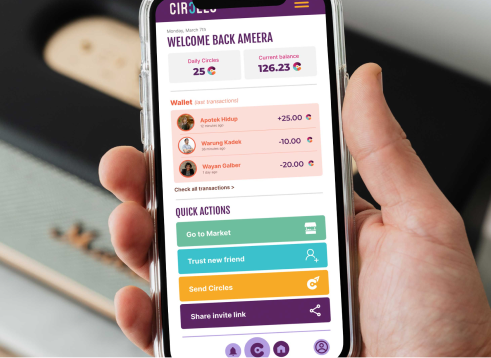 CIRCLES
Monday, March 7th
WELCOME BACK AMEERA
Daily Circles
25
Current balance
126.23
Wallet (last transactions)
Apotek Hidup
12 minutes ago
+25.00
Warung Kadek
-10.00
Wayan Dalber
1 day ago
-20.00
Check all transactions >
QUICK ACTIONS
Go to Market
Trust new friend
Send Circles
Share invite link